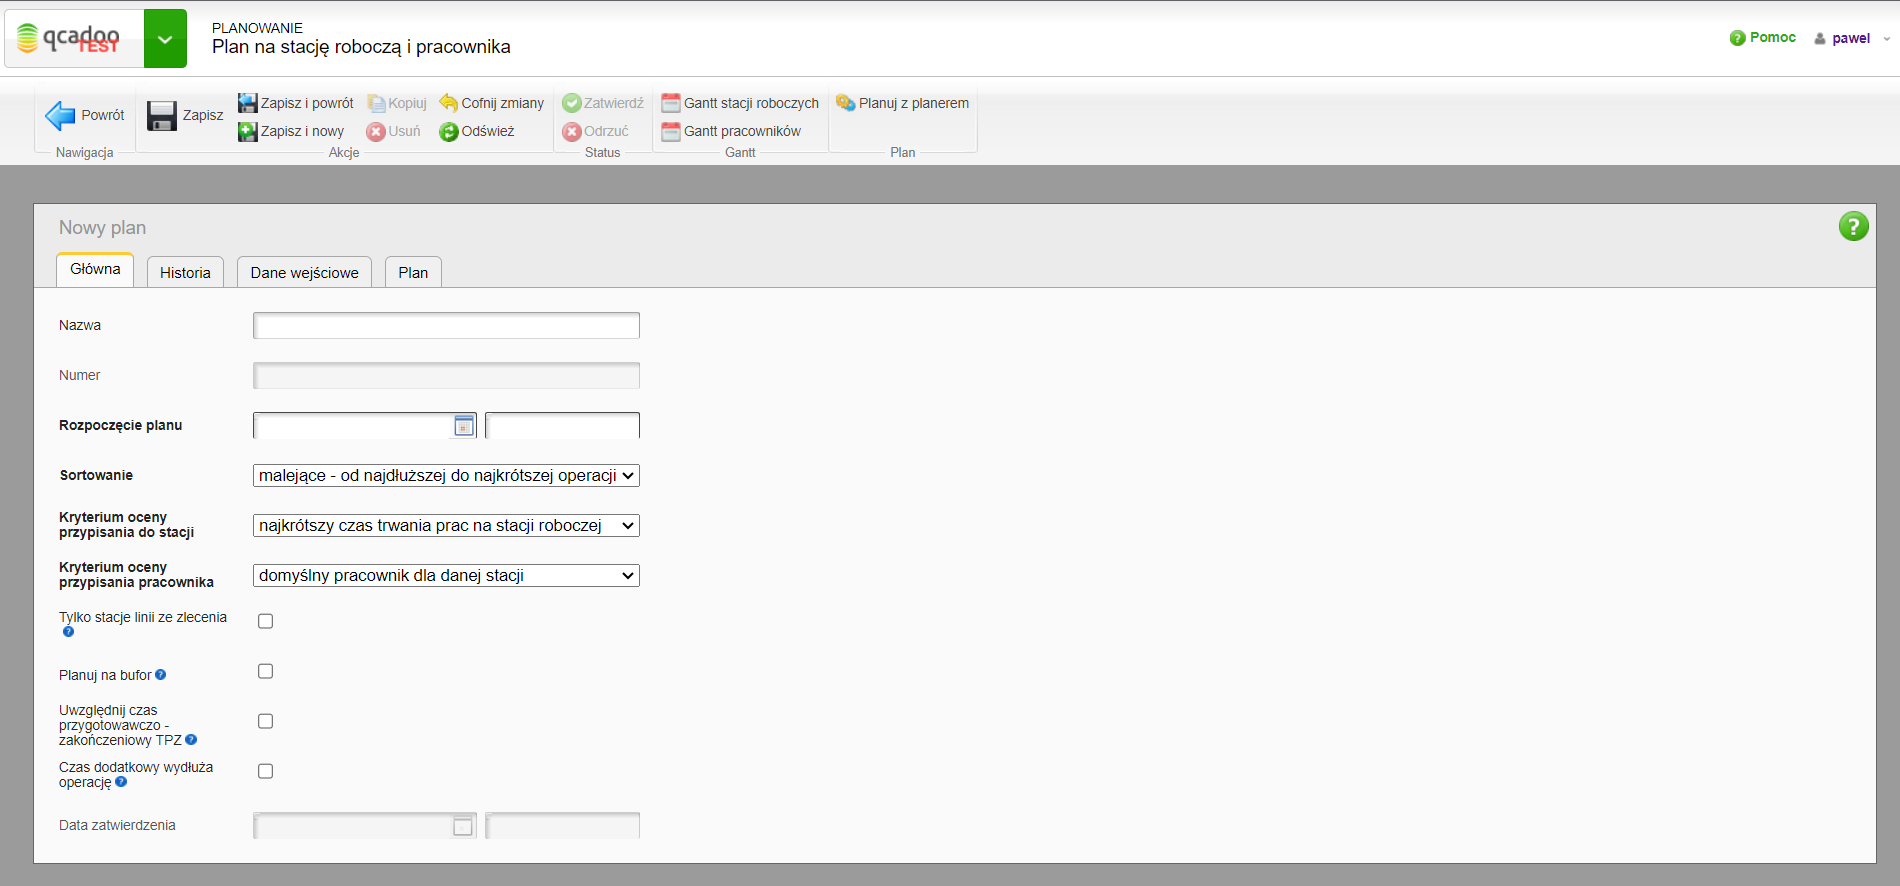 qcadoo
TEST
PLANOWANIE
Plan na stację roboczą i pracownika
Pomoc
pawel
Powrót
Nawigacja
Zapisz
Zapisz i powrót
Kopiuj
Cofnij zmiany
Zapisz i nowy
Usuń
Odśwież
Akcje
Zatwierdź
Odrzuć
Status
Gantt stacji roboczych
Gantt pracowników
Gantt
Planuj z planerem
Plan
Nowy plan
Główna
Historia
Dane wejściowe
Plan
Nazwa
Numer
Rozpoczęcie planu
Sortowanie
malejące - od najdłuższej do najkrótszej operacji
Kryterium oceny
przypisania do stacji
najkrótszy czas trwania prac na stacji roboczej
Kryterium oceny
przypisania pracownika
domyślny pracownik dla danej stacji
Tylko stacje linii ze zlecenia
Planuj na bufor
Uwzględnij czas
przygotowawczo -
zakończeniowy TPZ
Czas dodatkowy wydłuża
operację
Data zatwierdzenia